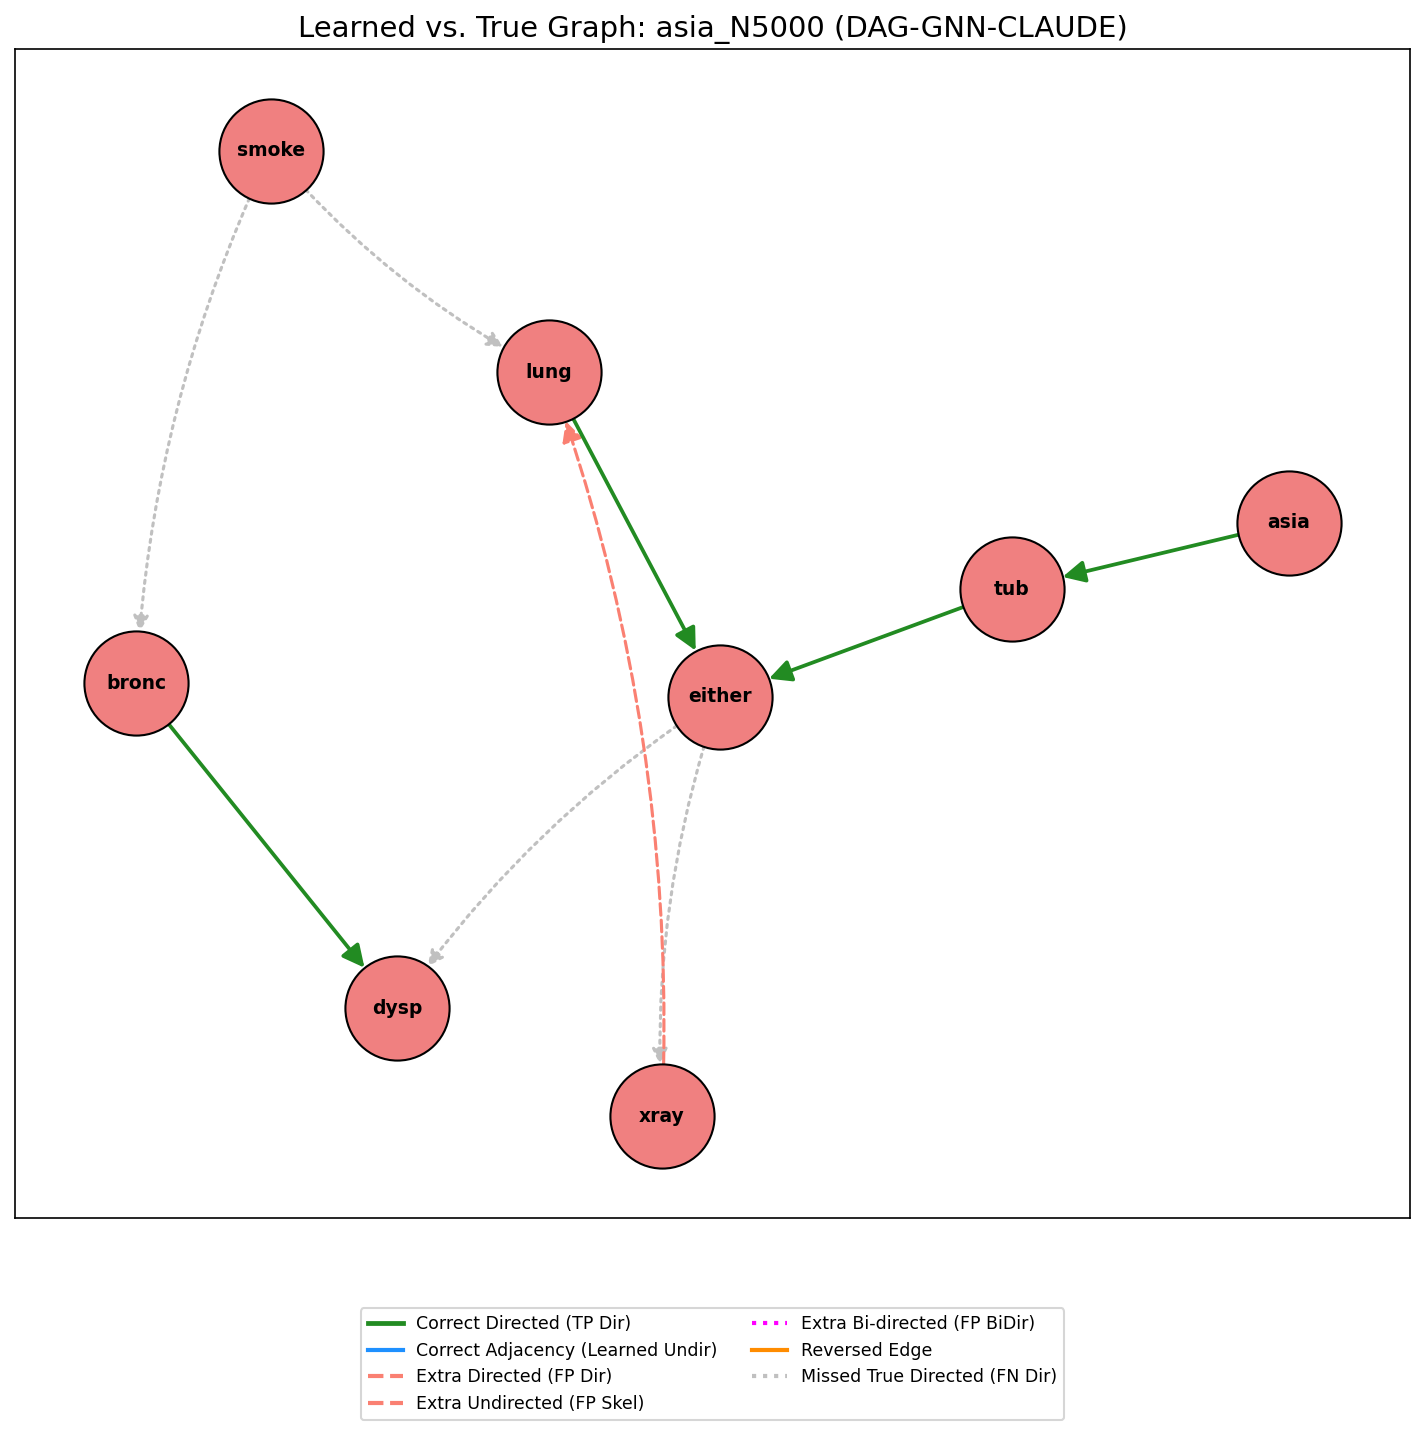 Learned vs. True Graph: asia_N5000 (DAG-GNN-CLAUDE)
smoke
lung
asia
tub
bronc
either
dysp
xray
Correct Directed (TP Dir)
Correct Adjacency (Learned Undir)
Extra Directed (FP Dir)
Extra Undirected (FP Skel)
Extra Bi-directed (FP BiDir)
Reversed Edge
Missed True Directed (FN Dir)